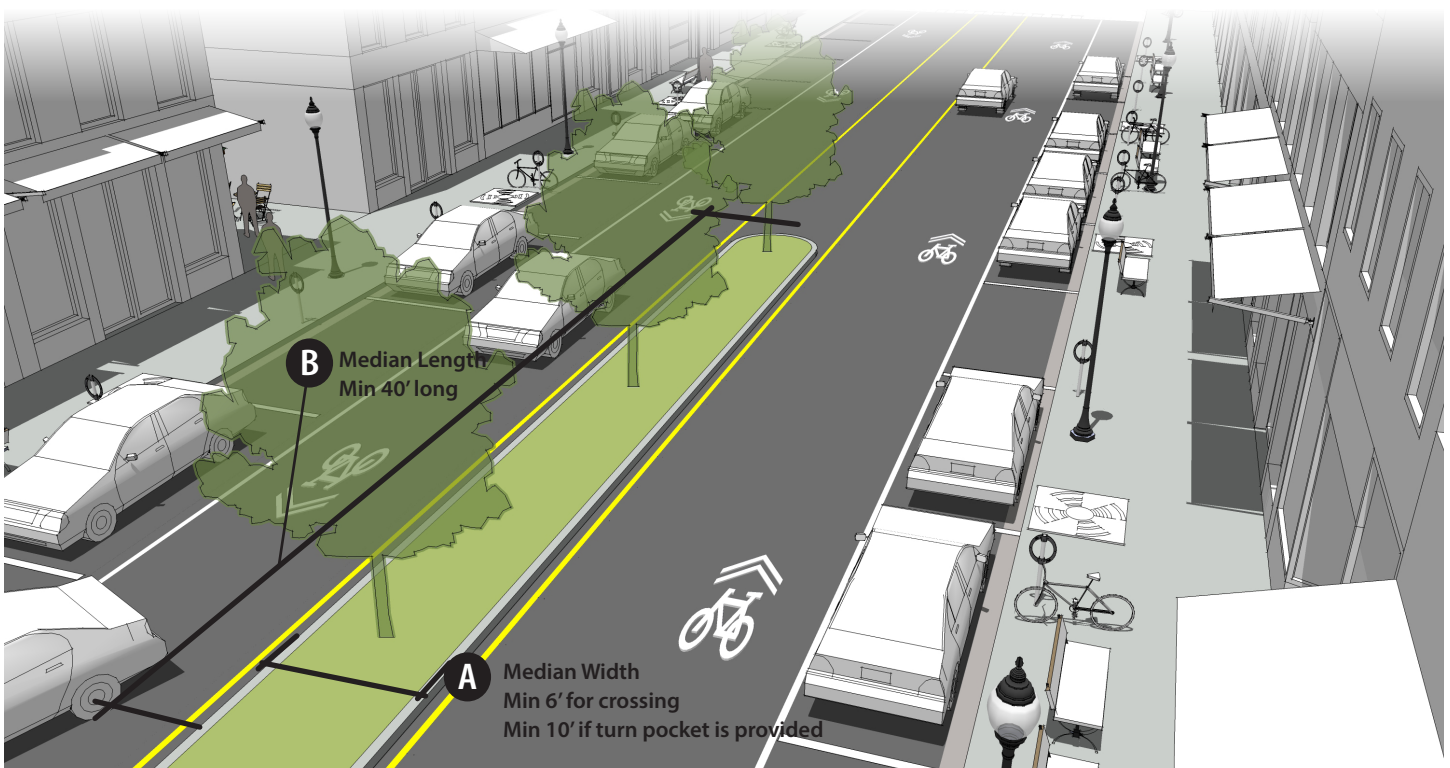 B
Median Length
Min 40’ long
A
Median Width
Min 6’ for crossing
Min 10’ if turn pocket is provided